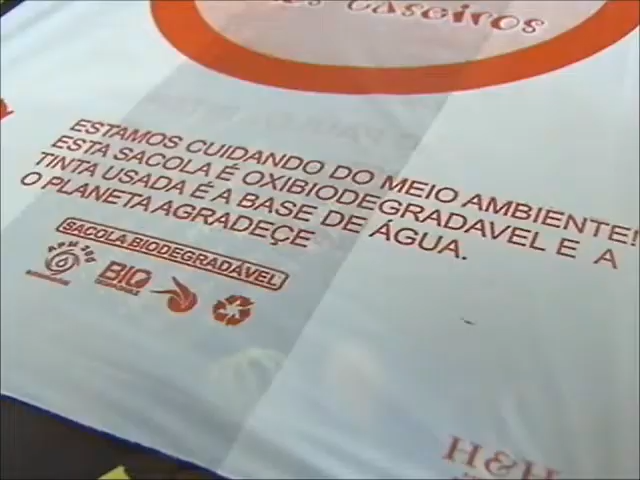 caseiros
ESTAMOS CUIDANDO DO MEIO AMBIENTE!
ESTA SACOLA É OXIBIODEGRADAVEL E A
TINTA USADA É A BASE DE ÁGUA.
O PLANETA AGRADEÇE
SACOLA BIODEGRADÁVEL
BIO
H&H